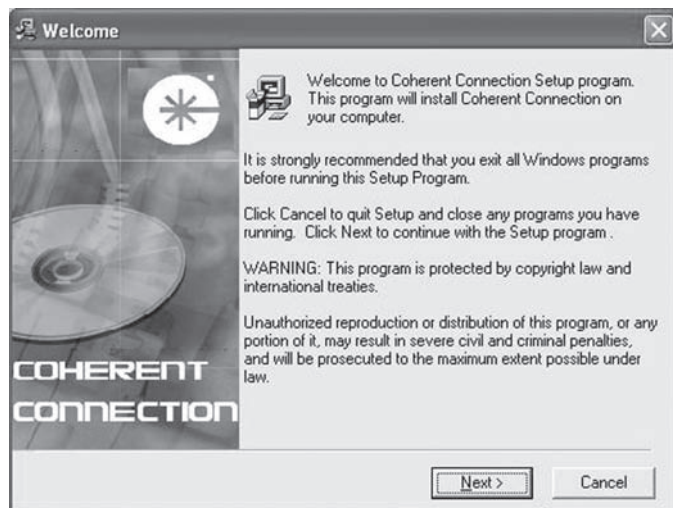 Welcome
Welcome to Coherent Connection Setup program.
This program will install Coherent Connection on
your computer.
It is strongly recommended that you exit all Windows programs
before running this Setup Program.
Click Cancel to quit Setup and close any programs you have
running. Click Next to continue with the Setup program .
WARNING: This program is protected by copyright law and
international treaties.
Unauthorized reproduction or distribution of this program, or any
portion of it, may result in severe civil and criminal penalties,
and will be prosecuted to the maximum extent possible under
law.
COHERENT
CONNECTION
Next >
Cancel